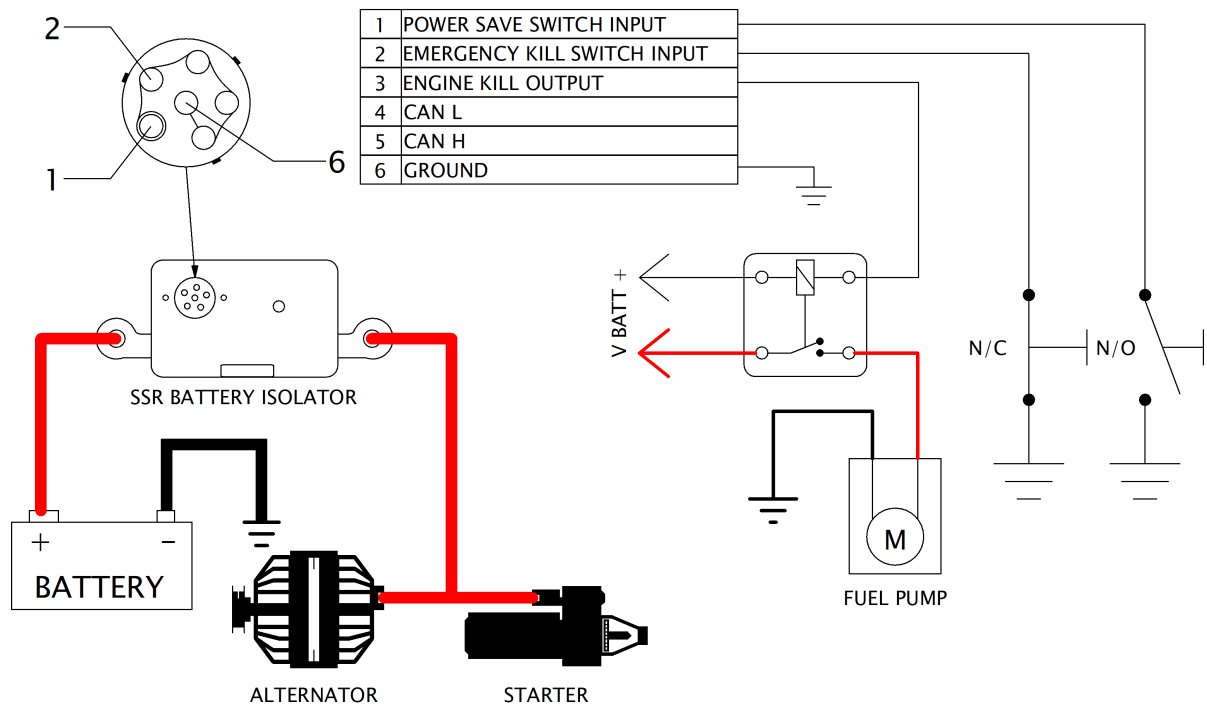 2
1
6
1 POWER SAVE SWITCH INPUT
2 EMERGENCY KILL SWITCH INPUT
3 ENGINE KILL OUTPUT
4 CAN L
5 CAN H
6 GROUND
V BATT +
N/C
N/O
SSR BATTERY ISOLATOR
+ −
BATTERY
M
FUEL PUMP
ALTERNATOR
STARTER